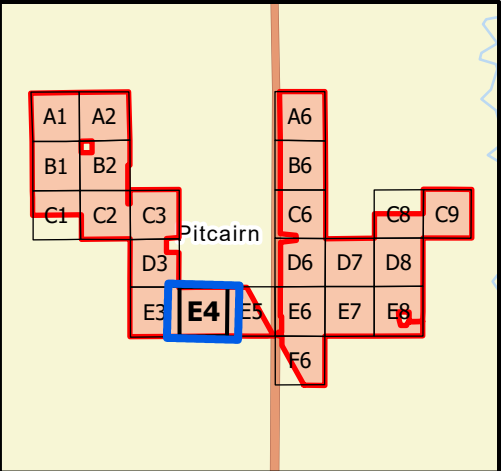 A1 A2 A6
B1 B2 B6
C1 C2 C3 C6 C8 C9
Pitcairn
D3 D6 D7 D8
E3 E4 E5 E6 E7 E8
F6